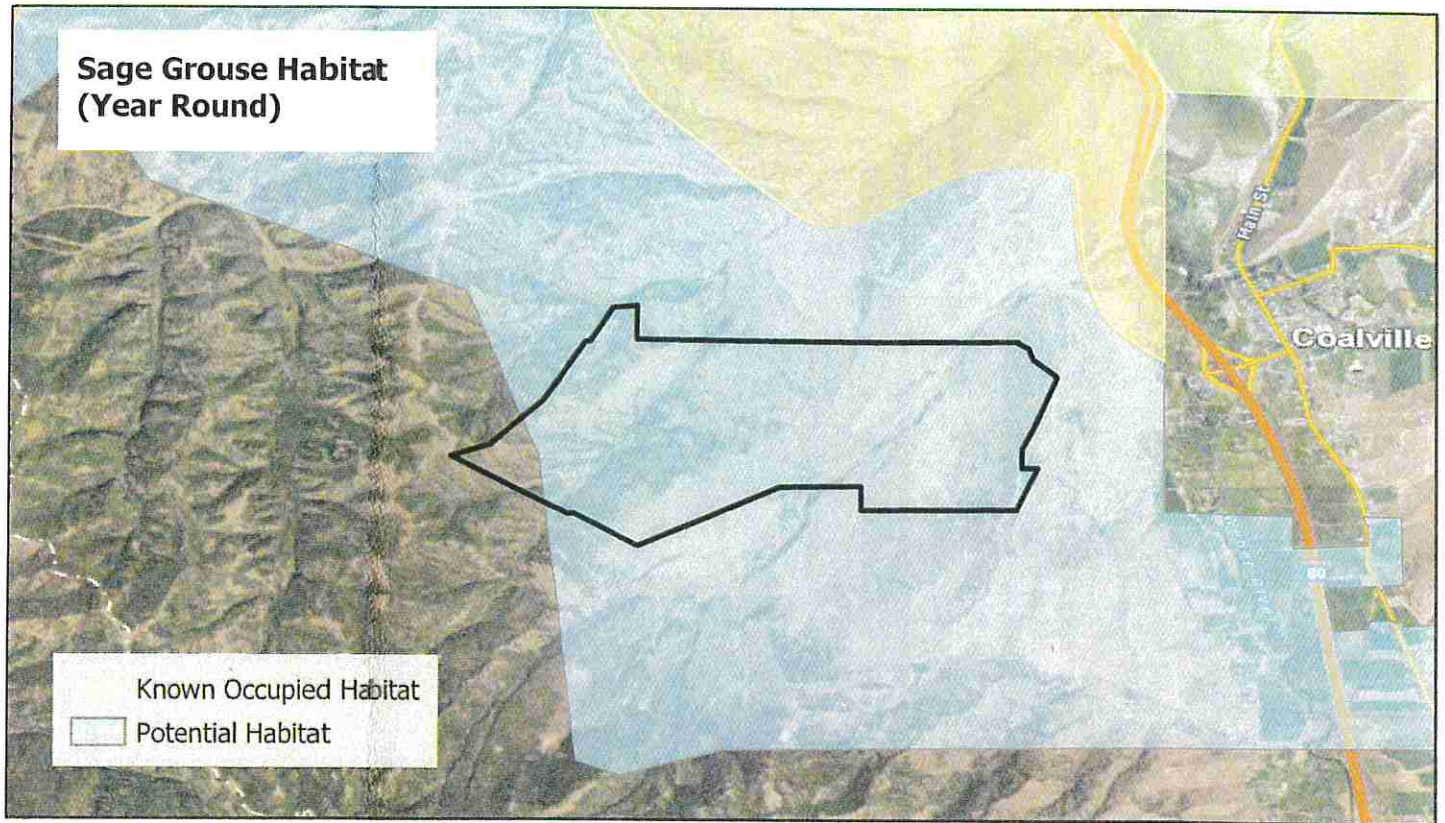 Sage Grouse Habitat
(Year Round)
Main St.
Coalville
80
Known Occupied Habitat
Potential Habitat